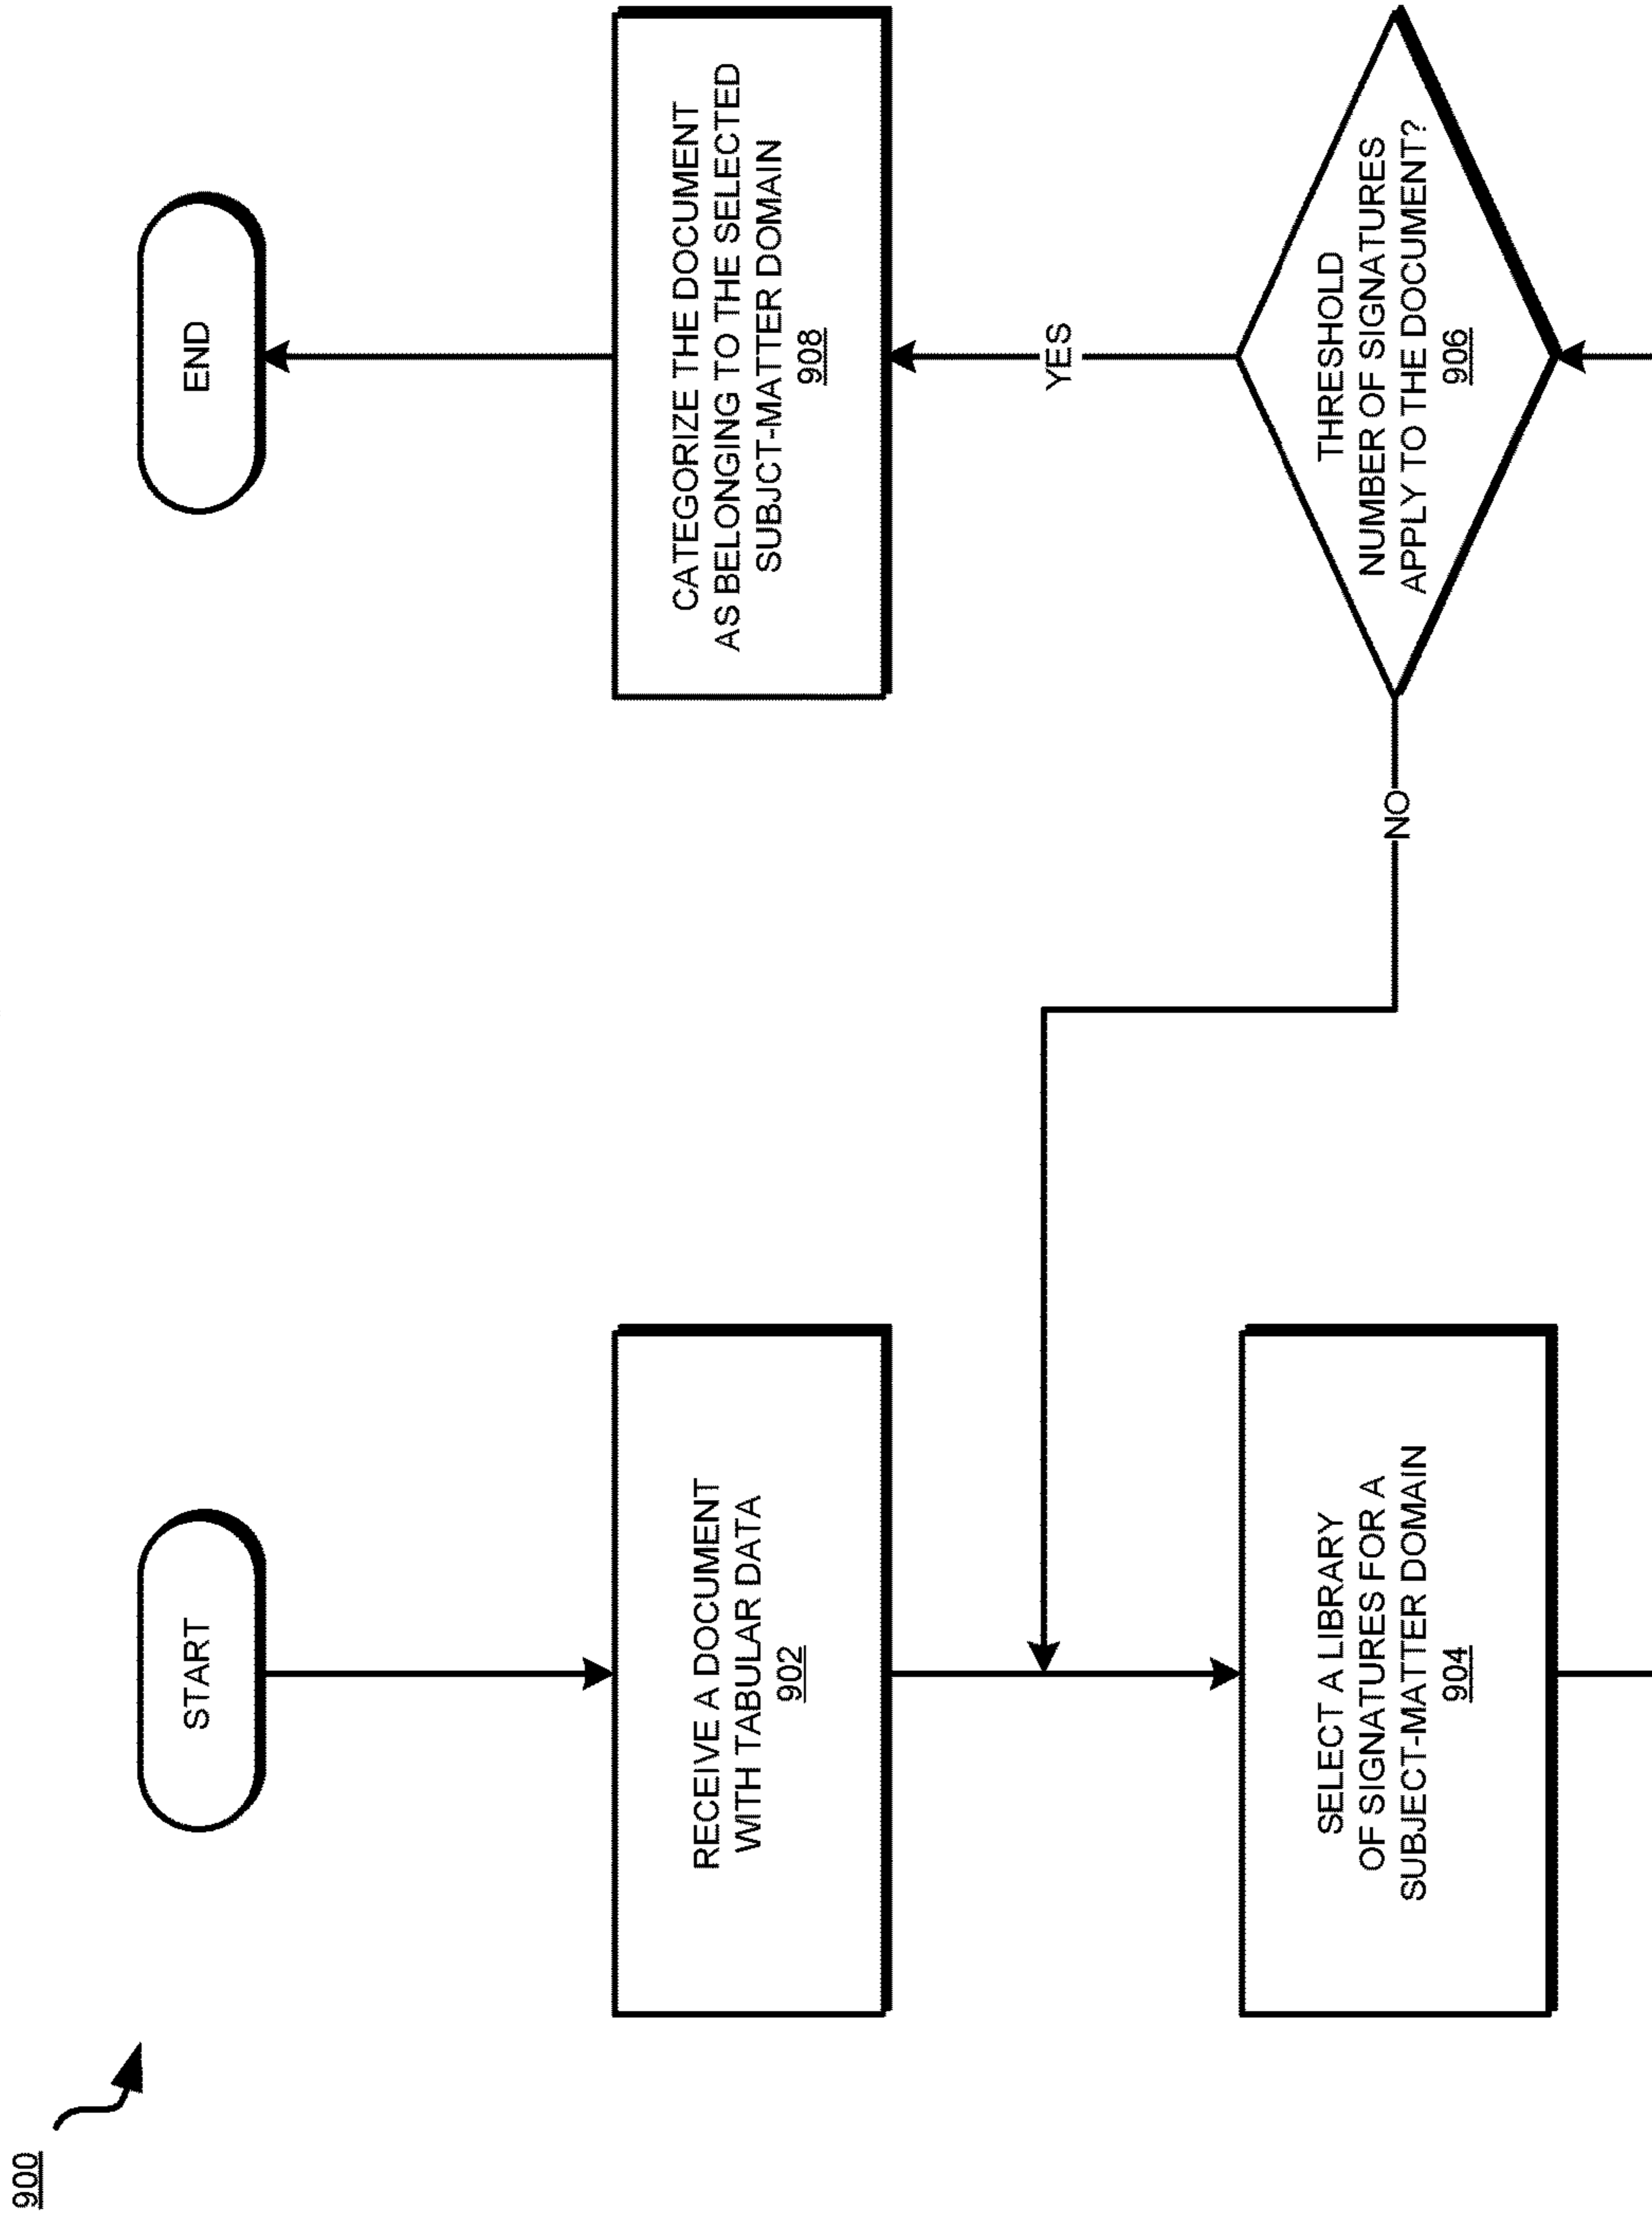 900
START
RECEIVE A DOCUMENT
WITH TABULAR DATA
902
SELECT A LIBRARY
OF SIGNATURES FOR A
SUBJECT-MATTER DOMAIN
904
NO
END
CATEGORIZE THE DOCUMENT
AS BELONGING TO THE SELECTED
SUBJCT-MATTER DOMAIN
908
YES
THRESHOLD
NUMBER OF SIGNATURES
APPLY TO THE DOCUMENT?
906